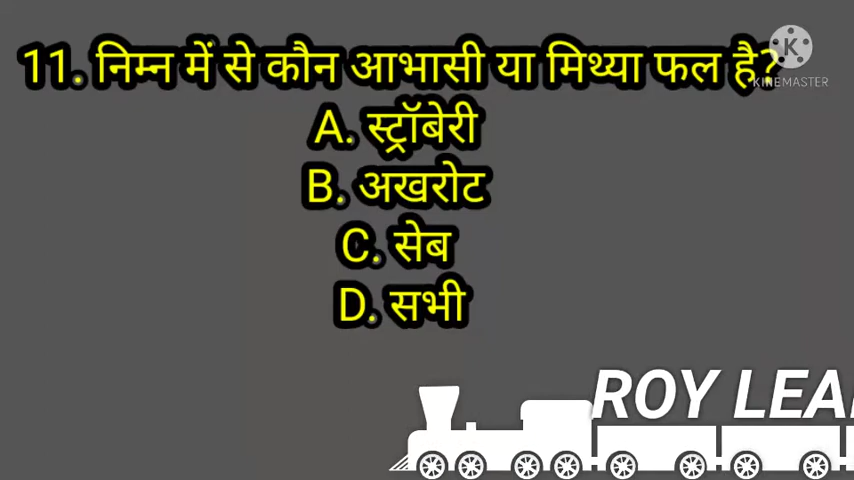 11. निम्न में से कौन आभासी या मिथ्या फल है?
K
KINEMASTER
A. स्ट्रॉबेरी
B. अखरोट
C. सेब
D. सभी
ROY LEA